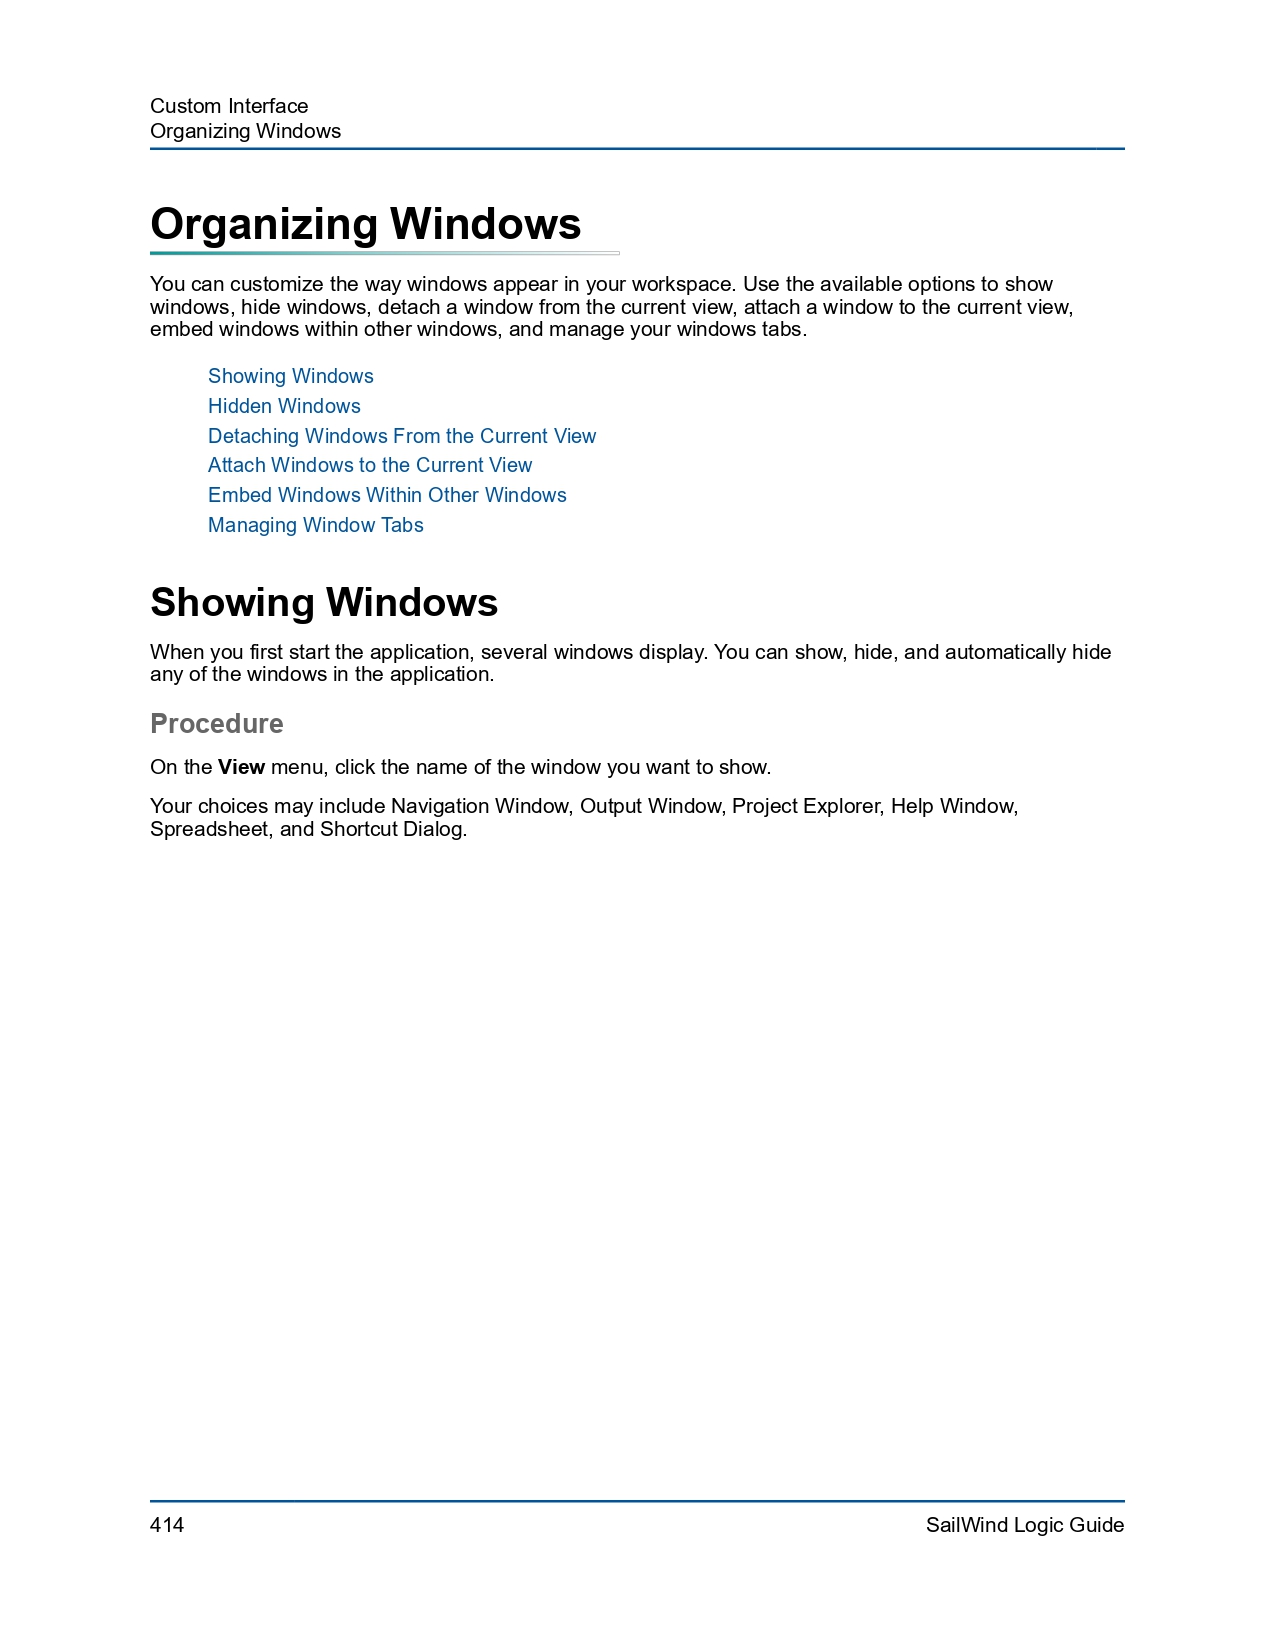 Custom Interface
Organizing Windows
Organizing Windows
You can customize the way windows appear in your workspace. Use the available options to show
windows, hide windows, detach a window from the current view, attach a window to the current view,
embed windows within other windows, and manage your windows tabs.
Showing Windows
Hidden Windows
Detaching Windows From the Current View
Attach Windows to the Current View
Embed Windows Within Other Windows
Managing Window Tabs
Showing Windows
When you first start the application, several windows display. You can show, hide, and automatically hide
any of the windows in the application.
Procedure
On the View menu, click the name of the window you want to show.
Your choices may include Navigation Window, Output Window, Project Explorer, Help Window,
Spreadsheet, and Shortcut Dialog.
414
SailWind Logic Guide